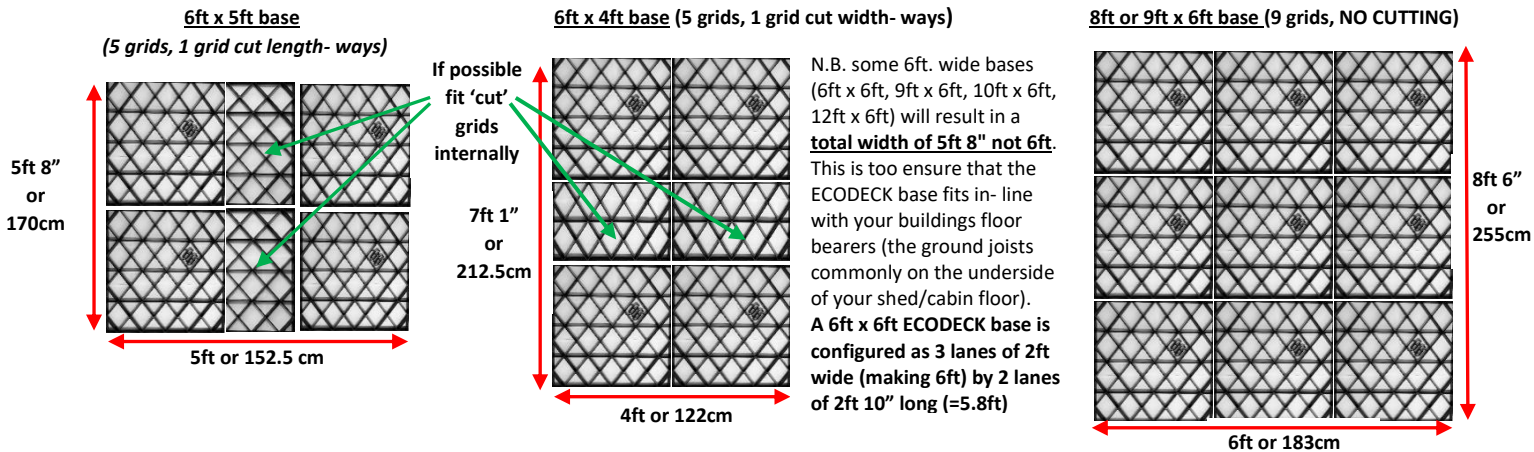 6ft x 5ft base
(5 grids, 1 grid cut length- ways)
5ft 8”
or
170cm
5ft or 152.5 cm
If possible
fit ‘cut’
grids
internally
6ft x 4ft base (5 grids, 1 grid cut width- ways)
7ft 1”
or
212.5cm
4ft or 122cm
N.B. some 6ft. wide bases
(6ft x 6ft, 9ft x 6ft, 10ft x 6ft,
12ft x 6ft) will result in a
total width of 5ft 8" not 6ft.
This is too ensure that the
ECODECK base fits in- line
with your buildings floor
bearers (the ground joists
commonly on the underside
of your shed/cabin floor).
A 6ft x 6ft ECODECK base is
configured as 3 lanes of 2ft
wide (making 6ft) by 2 lanes
of 2ft 10” long (=5.8ft)
8ft or 9ft x 6ft base (9 grids, NO CUTTING)
8ft 6”
or
255cm
6ft or 183cm